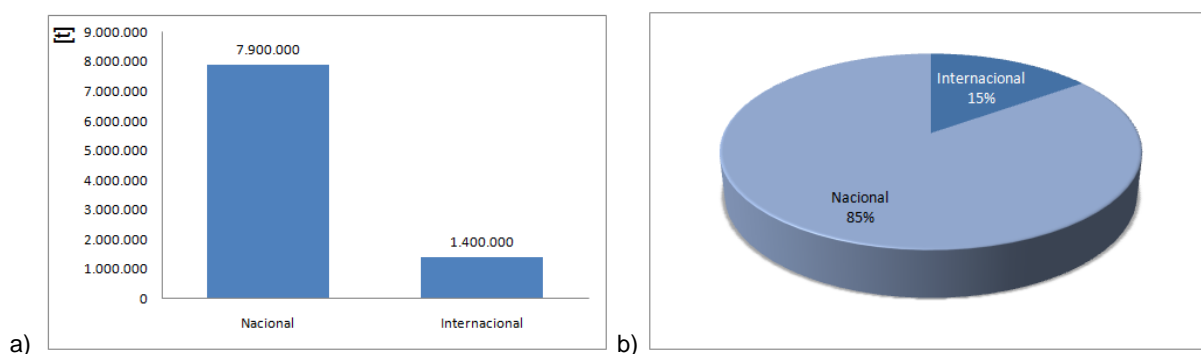 [t]
9.000.000
8.000.000
7.000.000
6.000.000
5.000.000
4.000.000
3.000.000
2.000.000
1.000.000
0
7.900.000
1.400.000
Nacional
Internacional
a)
Internacional
15%
Nacional
85%
b)